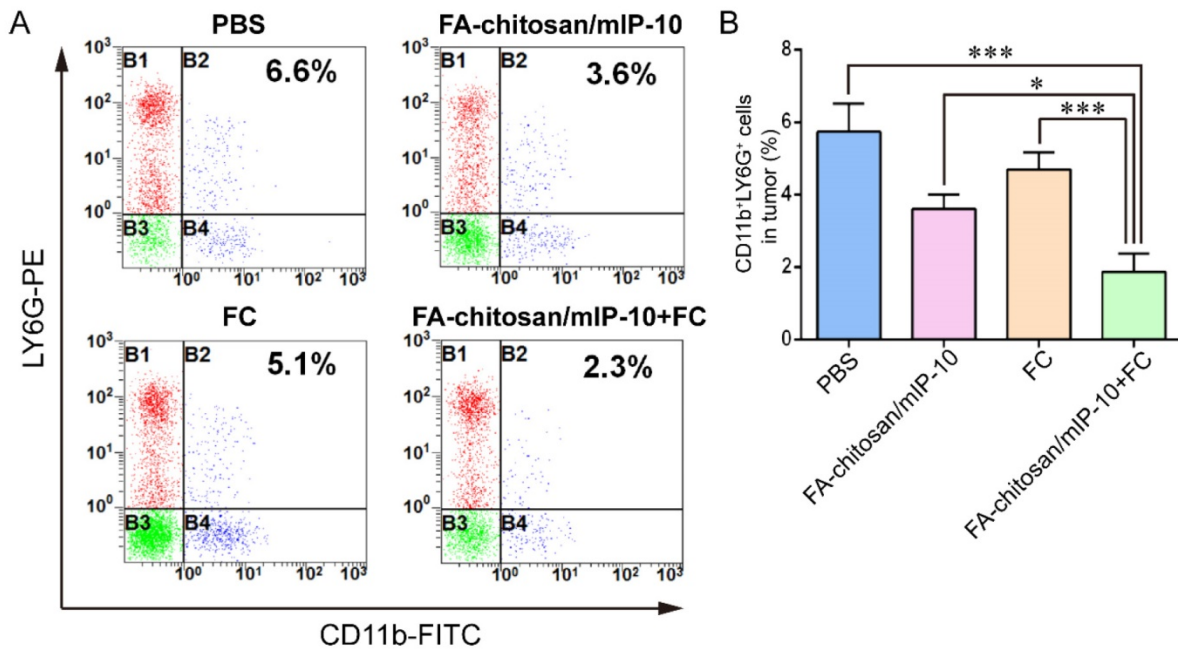 A
PBS
FA-chitosan/mIP-10
B1 B2 6.6%
B1 B2 3.6%
10³
10²
10¹
10⁰
B3 B4
10⁰ 10¹ 10² 10³
10³
10²
10¹
10⁰
B3 B4
10⁰ 10¹ 10² 10³
FC
FA-chitosan/mIP-10+FC
B1 B2 5.1%
B1 B2 2.3%
10³
10²
10¹
10⁰
B3 B4
10⁰ 10¹ 10² 10³
10³
10²
10¹
10⁰
B3 B4
10⁰ 10¹ 10² 10³
LY6G-PE
CD11b-FITC
B
CD11b⁺LY6G⁺ cells
in tumor (%)
8
6
4
2
0
***
*
***
PBS
FA-chitosan/mIP-10
FC
FA-chitosan/mIP-10+FC